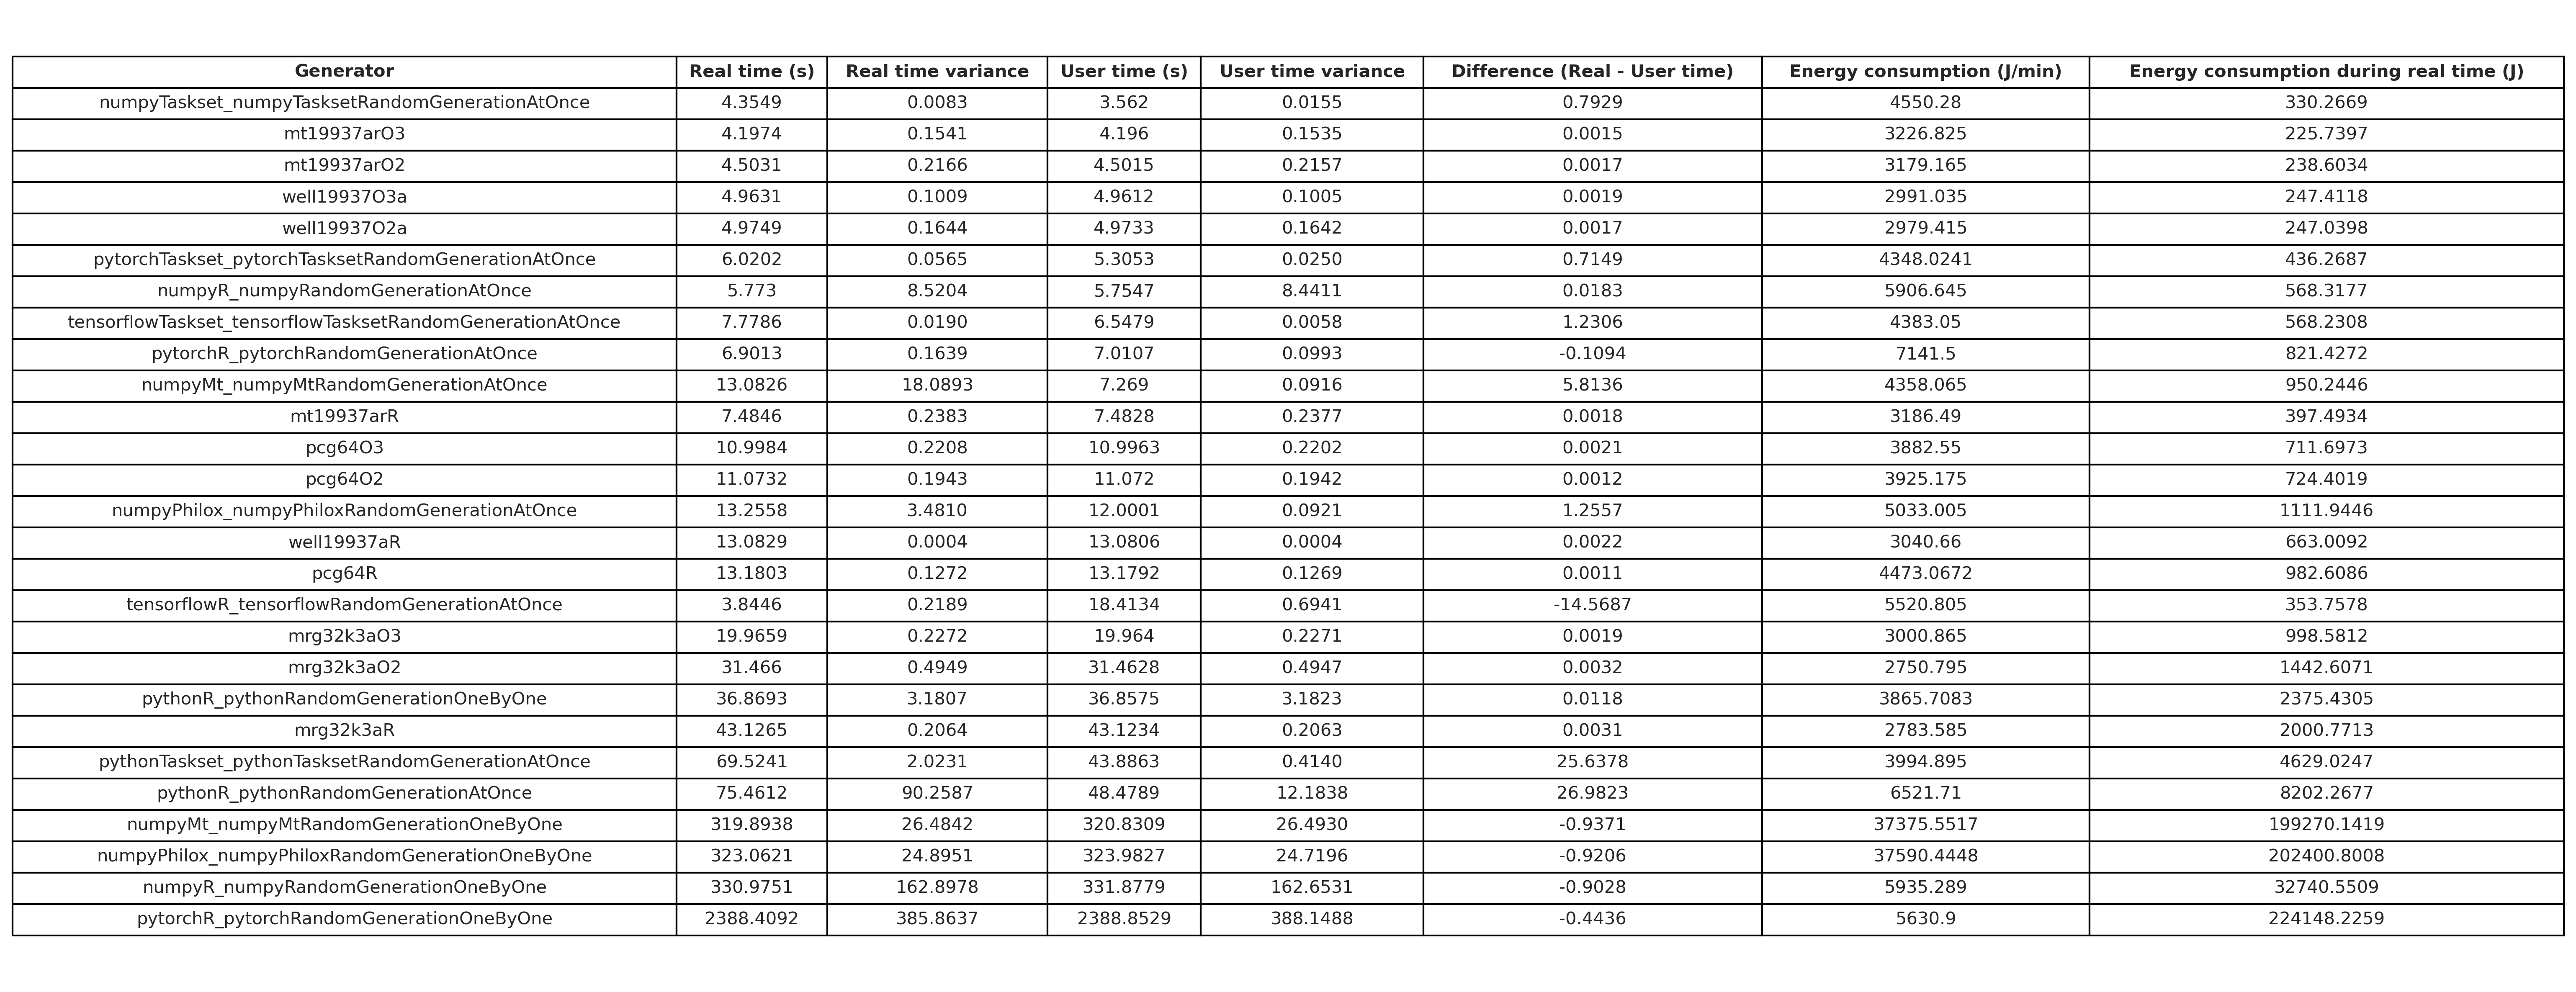 Generator Real time (s) Real time variance User time (s) User time variance Difference (Real - User time) Energy consumption (J/min) Energy consumption during real time (J)
numpyTaskset_numpyTasksetRandomGenerationAtOnce 4.3549 0.0083 3.562 0.0155 0.7929 4550.28 330.2669
mt19937arO3 4.1974 0.1541 4.196 0.1535 0.0015 3226.825 225.7397
mt19937arO2 4.5031 0.2166 4.5015 0.2157 0.0017 3179.165 238.6034
well19937O3a 4.9631 0.1009 4.9612 0.1005 0.0019 2991.035 247.4118
well19937O2a 4.9749 0.1644 4.9733 0.1642 0.0017 2979.415 247.0398
pytorchTaskset_pytorchTasksetRandomGenerationAtOnce 6.0202 0.0565 5.3053 0.0250 0.7149 4348.0241 436.2687
numpyR_numpyRandomGenerationAtOnce 5.773 8.5204 5.7547 8.4411 0.0183 5906.645 568.3177
tensorflowTaskset_tensorflowTasksetRandomGenerationAtOnce 7.7786 0.0190 6.5479 0.0058 1.2306 4383.05 568.2308
pytorchR_pytorchRandomGenerationAtOnce 6.9013 0.1639 7.0107 0.0993 -0.1094 7141.5 821.4272
numpyMt_numpyMtRandomGenerationAtOnce 13.0826 18.0893 7.269 0.0916 5.8136 4358.065 950.2446
mt19937arR 7.4846 0.2383 7.4828 0.2377 0.0018 3186.49 397.4934
pcg64O3 10.9984 0.2208 10.9963 0.2202 0.0021 3882.55 711.6973
pcg64O2 11.0732 0.1943 11.072 0.1942 0.0012 3925.175 724.4019
numpyPhilox_numpyPhiloxRandomGenerationAtOnce 13.2558 3.4810 12.0001 0.0921 1.2557 5033.005 1111.9446
well19937aR 13.0829 0.0004 13.0806 0.0004 0.0022 3040.66 663.0092
pcg64R 13.1803 0.1272 13.1792 0.1269 0.0011 4473.0672 982.6086
tensorflowR_tensorflowRandomGenerationAtOnce 3.8446 0.2189 18.4134 0.6941 -14.5687 5520.805 353.7578
mrg32k3aO3 19.9659 0.2272 19.964 0.2271 0.0019 3000.865 998.5812
mrg32k3aO2 31.466 0.4949 31.4628 0.4947 0.0032 2750.795 1442.6071
pythonR_pythonRandomGenerationOneByOne 36.8693 3.1807 36.8575 3.1823 0.0118 3865.7083 2375.4305
mrg32k3aR 43.1265 0.2064 43.1234 0.2063 0.0031 2783.585 2000.7713
pythonTaskset_pythonTasksetRandomGenerationAtOnce 69.5241 2.0231 43.8863 0.4140 25.6378 3994.895 4629.0247
pythonR_pythonRandomGenerationAtOnce 75.4612 90.2587 48.4789 12.1838 26.9823 6521.71 8202.2677
numpyMt_numpyMtRandomGenerationOneByOne 319.8938 26.4842 320.8309 26.4930 -0.9371 37375.5517 199270.1419
numpyPhilox_numpyPhiloxRandomGenerationOneByOne 323.0621 24.8951 323.9827 24.7196 -0.9206 37590.4448 202400.8008
numpyR_numpyRandomGenerationOneByOne 330.9751 162.8978 331.8779 162.6531 -0.9028 5935.289 32740.5509
pytorchR_pytorchRandomGenerationOneByOne 2388.4092 385.8637 2388.8529 388.1488 -0.4436 5630.9 224148.2259